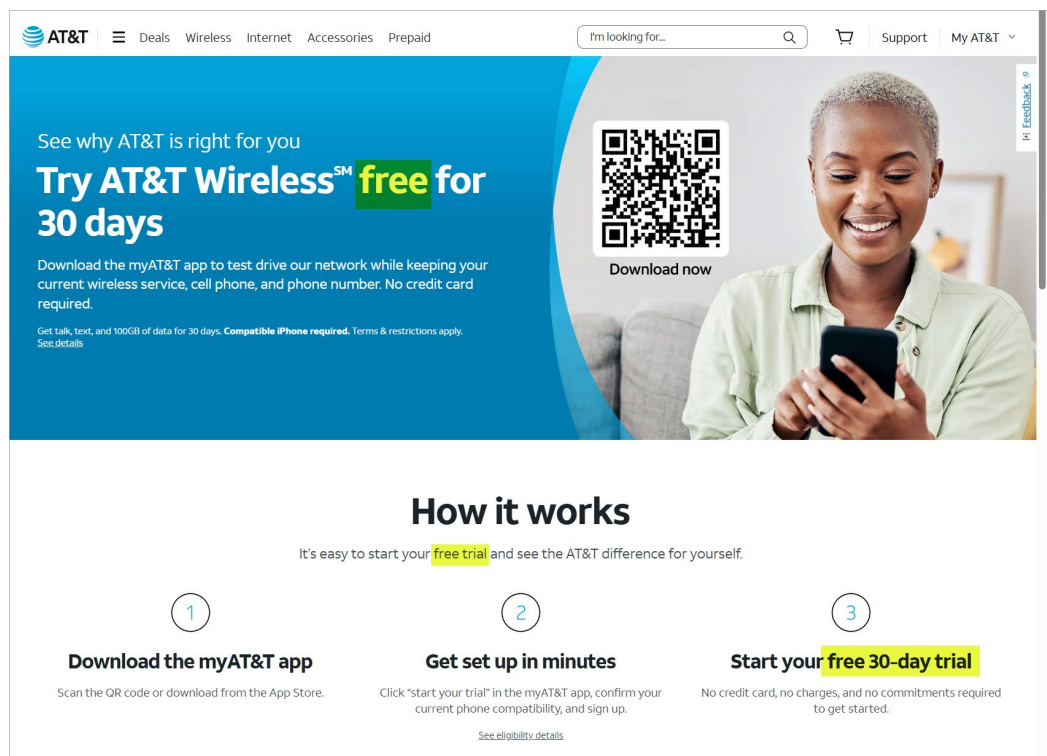 AT&T
Deals Wireless Internet Accessories Prepaid
I'm looking for...
Support
My AT&T
Feedback
See why AT&T is right for you
Try AT&T Wireless℠ free for
30 days
Download the myAT&T app to test drive our network while keeping your
current wireless service, cell phone, and phone number. No credit card
required.
Get talk, text, and 100GB of data for 30 days. Compatible iPhone required. Terms & restrictions apply.
See details
Download now
How it works
It's easy to start your free trial and see the AT&T difference for yourself.
1
Download the myAT&T app
Scan the QR code or download from the App Store.
2
Get set up in minutes
Click “start your trial” in the myAT&T app, confirm your
current phone compatibility, and sign up.
See eligibility details
3
Start your free 30-day trial
No credit card, no charges, and no commitments required
to get started.